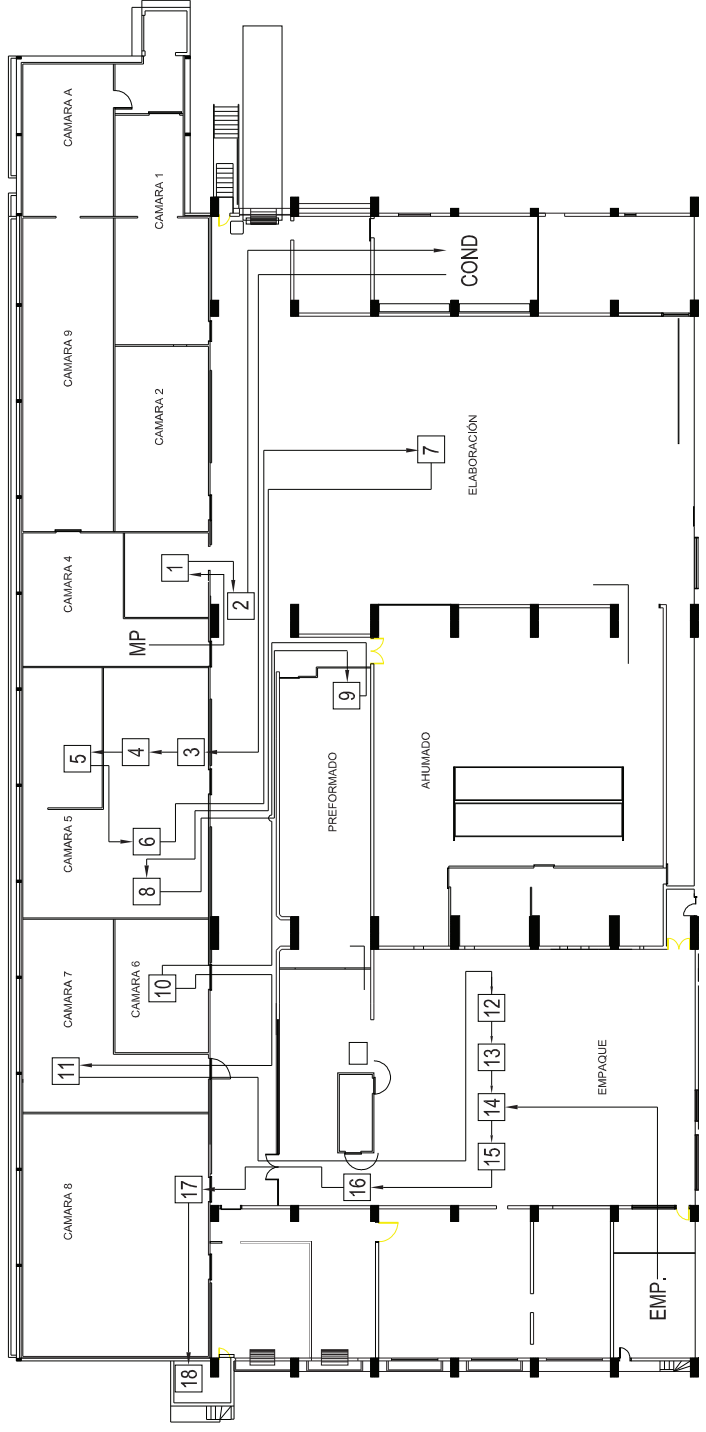 CAMARA A
CAMARA 1
CAMARA 9
CAMARA 2
COND
7
ELABORACIÓN
CAMARA 4
1
2
MP
9
5
4
3
CAMARA 5
6
8
PREFORMADO
AHUMADO
CAMARA 7
CAMARA 6
10
11
12
13
14
15
EMPAQUE
16
17
CAMARA 8
EMP.
18